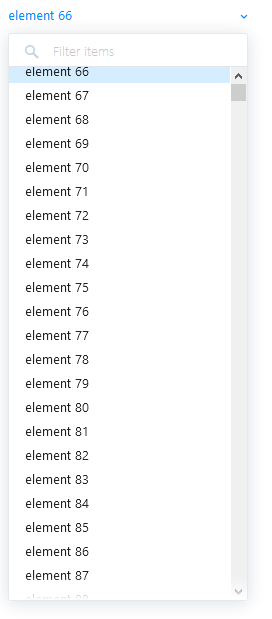 element 66
Filter items
element 66
element 67
element 68
element 69
element 70
element 71
element 72
element 73
element 74
element 75
element 76
element 77
element 78
element 79
element 80
element 81
element 82
element 83
element 84
element 85
element 86
element 87
element 88